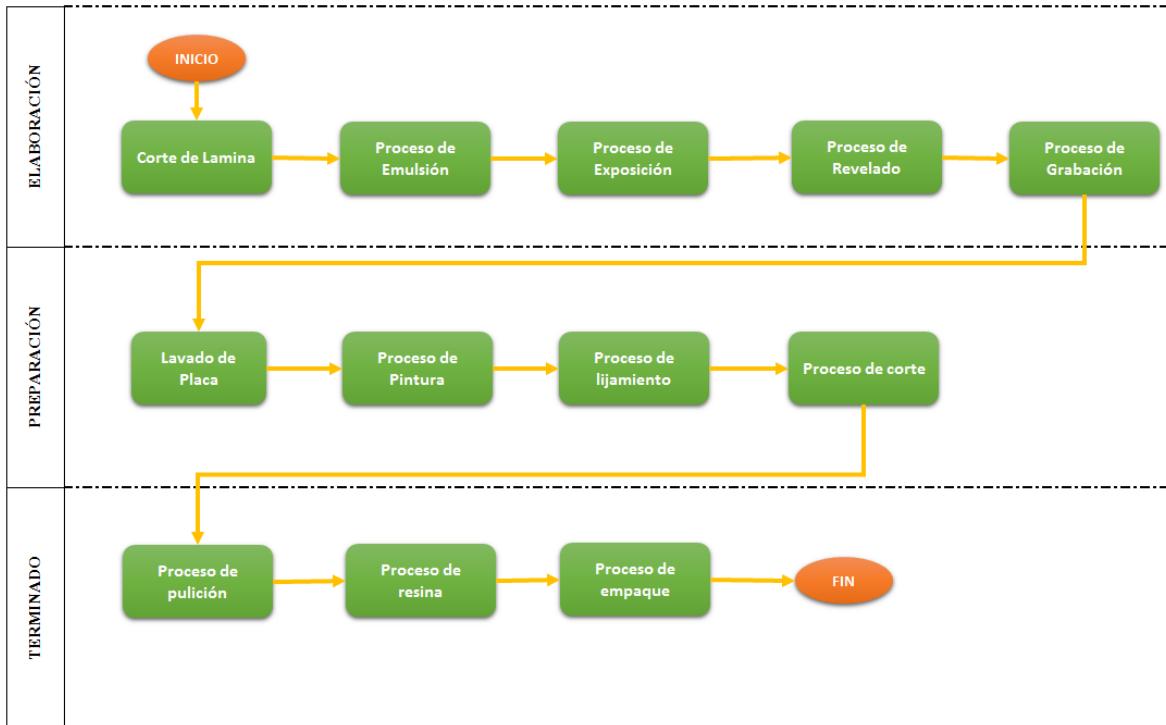 ELABORACIÓN
INICIO
Corte de Lamina
Proceso de
Emulsión
Proceso de
Exposición
Proceso de
Revelado
Proceso de
Grabación
PREPARACIÓN
Lavado de
Placa
Proceso de
Pintura
Proceso de
lijamiento
Proceso de corte
TERMINADO
Proceso de
pulición
Proceso de
resina
Proceso de
empaque
FIN